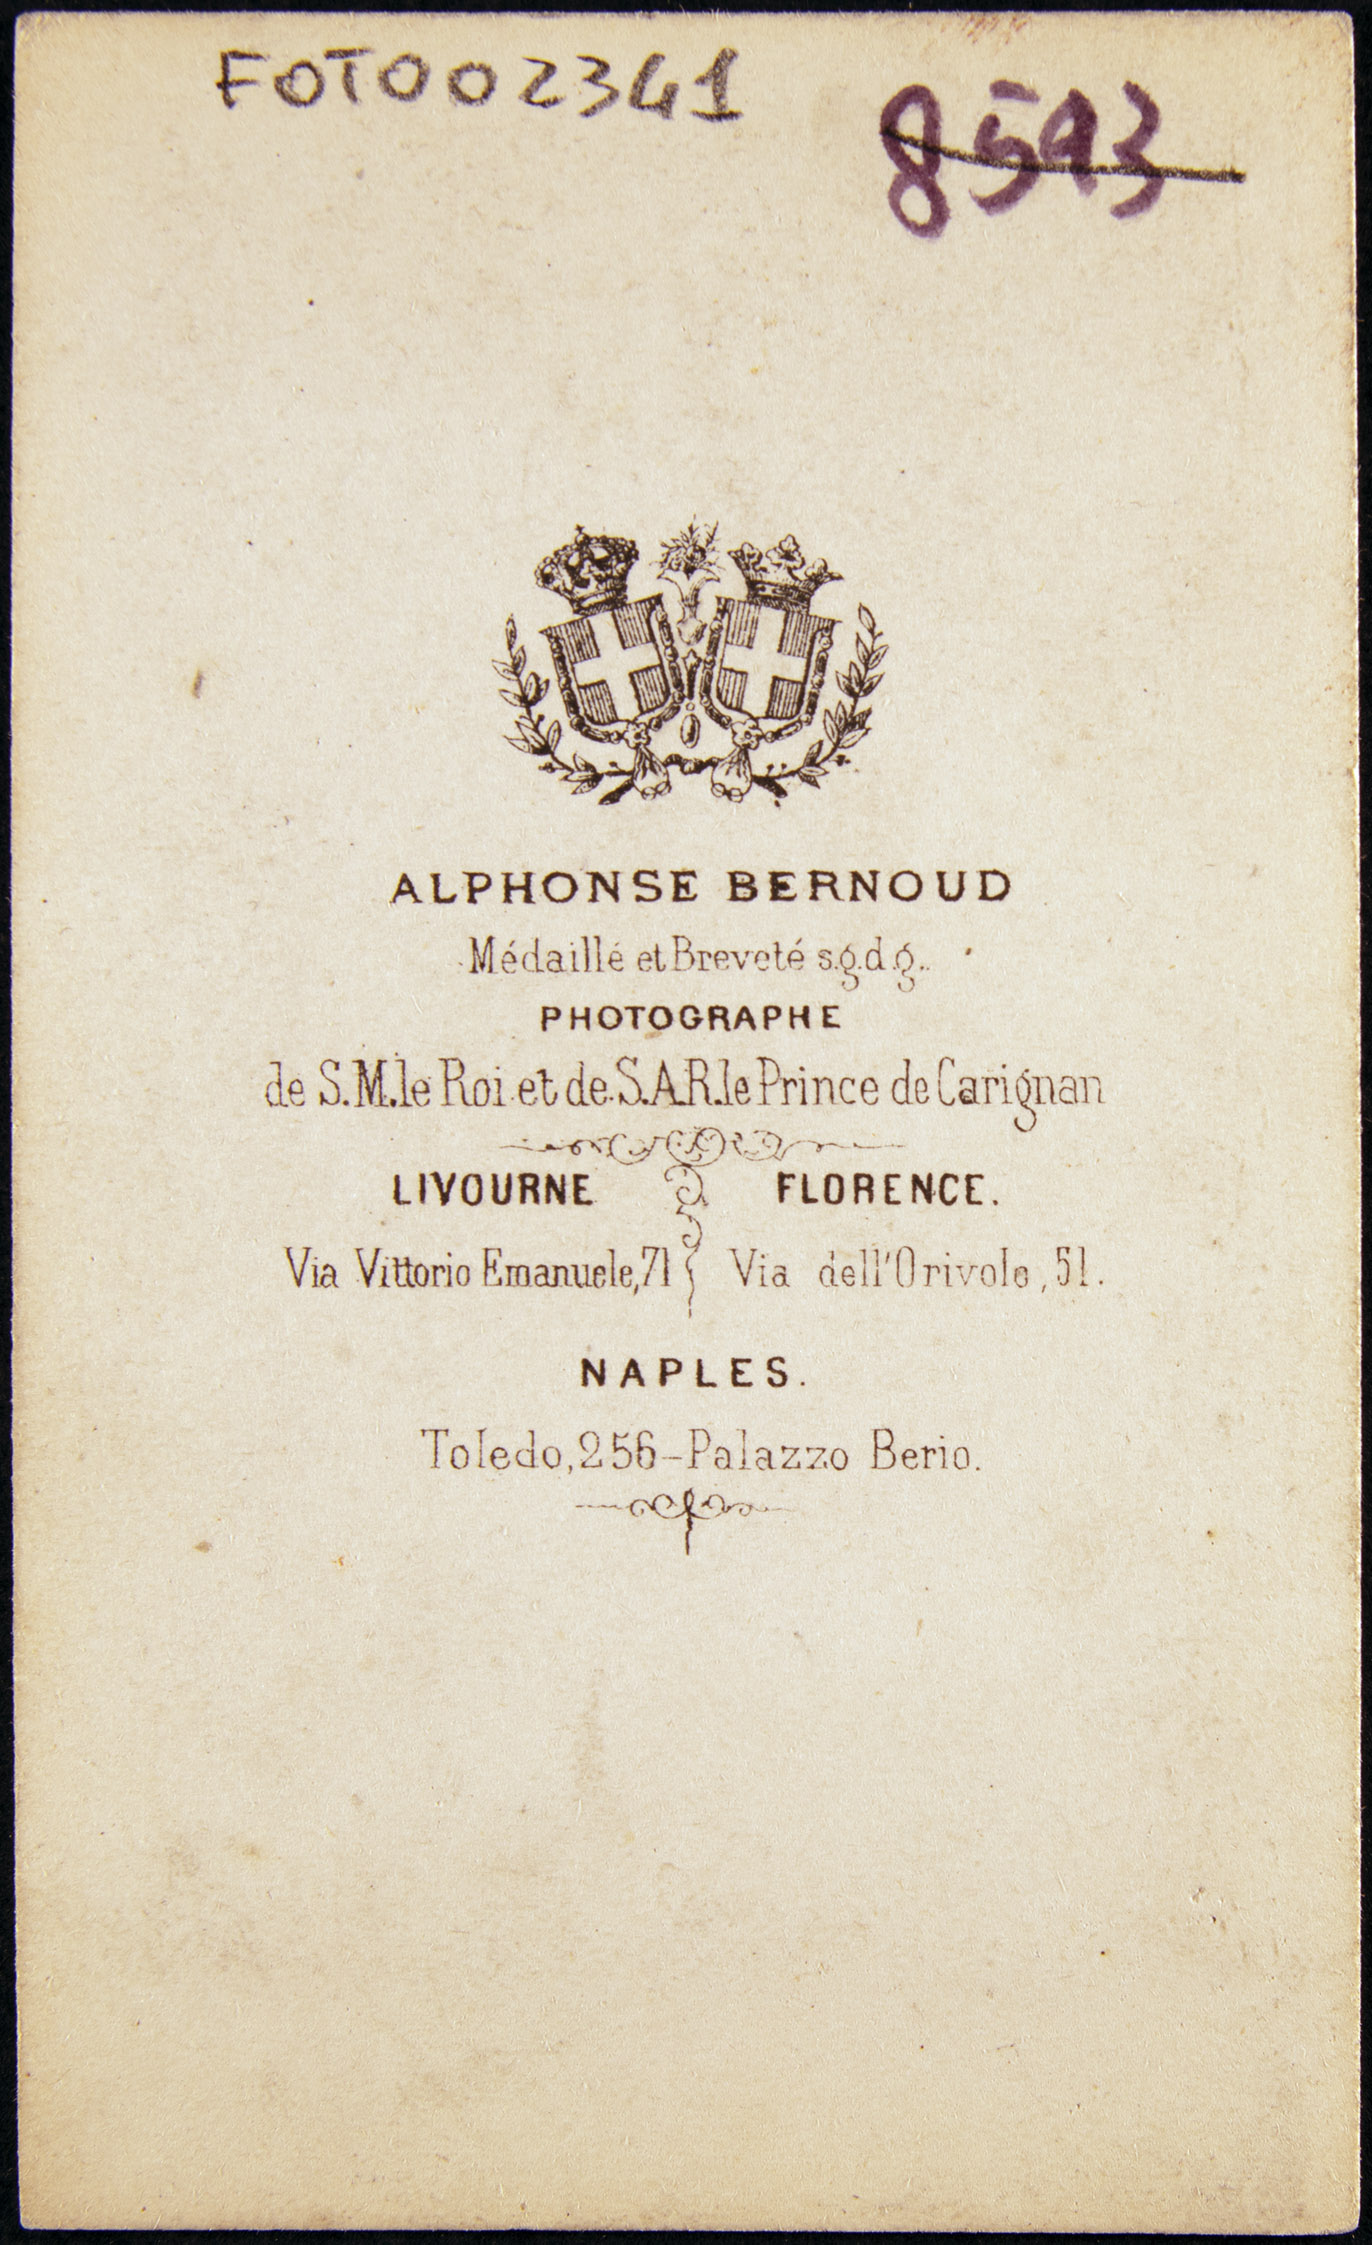 FOTO002341
8593
ALPHONSE BERNOUD
Médaillé et Breveté s.g.d.g.
PHOTOGRAPHE
de S.M. le Roi et de S.A.R. le Prince de Carignan
LIVOURNE FLORENCE.
Via Vittorio Emanuele, 71 Via dell'Orivolo, 51.
NAPLES.
Toledo, 256-Palazzo Berio.